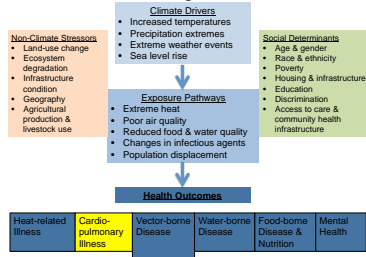 Climate Drivers
• Increased temperatures
• Precipitation extremes
• Extreme weather events
• Sea level rise
Non-Climate Stressors
• Land-use change
• Ecosystem
degradation
• Infrastructure
condition
• Geography
• Agricultural
production &
livestock use
Social Determinants
• Age & gender
• Race & ethnicity
• Poverty
• Housing & infrastructure
• Education
• Discrimination
• Access to care &
community health
infrastructure
Exposure Pathways
• Extreme heat
• Poor air quality
• Reduced food & water quality
• Changes in infectious agents
• Population displacement
Health Outcomes
Heat-related
Illness
Cardio-
pulmonary
Illness
Vector-borne
Disease
Water-borne
Disease
Food-borne
Disease &
Nutrition
Mental
Health